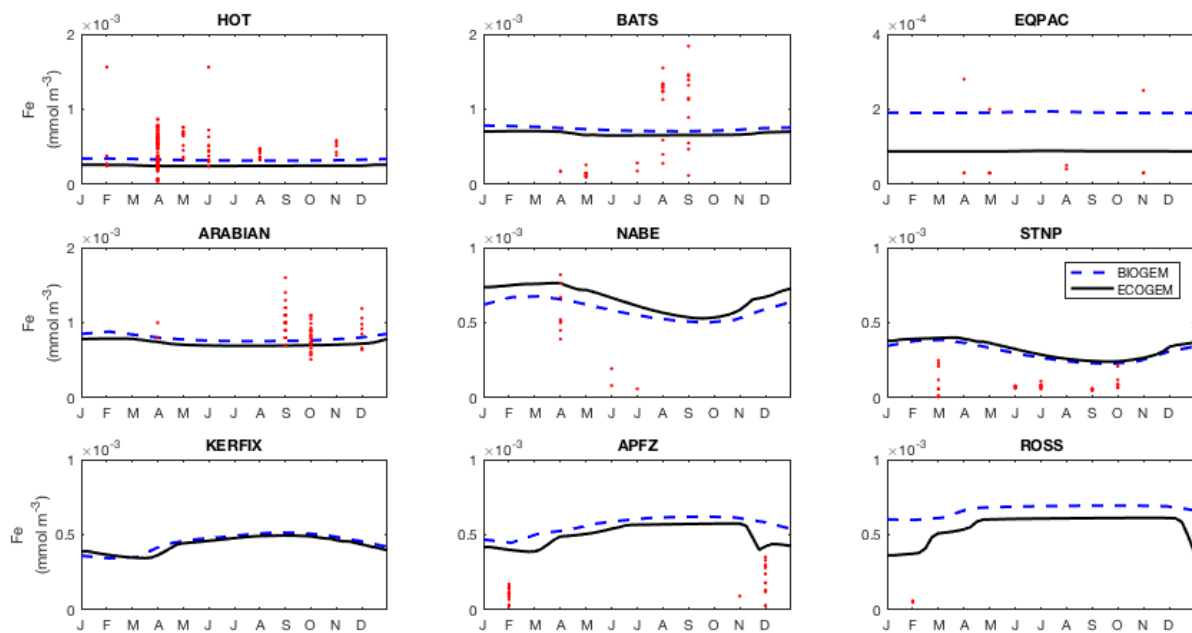 HOT
×10⁻³
2
1
0
Fe
(mmol m⁻³)
J F M A M J J A S O N D
BATS
×10⁻³
2
1
0
J F M A M J J A S O N D
EQPAC
×10⁻⁴
4
2
0
J F M A M J J A S O N D
ARABIAN
×10⁻³
2
1
0
Fe
(mmol m⁻³)
J F M A M J J A S O N D
NABE
×10⁻³
1
0.5
0
J F M A M J J A S O N D
STNP
×10⁻³
1
0.5
0
BIOGEM
ECOGEM
J F M A M J J A S O N D
KERFIX
×10⁻³
1
0.5
0
Fe
(mmol m⁻³)
J F M A M J J A S O N D
APFZ
×10⁻³
1
0.5
0
J F M A M J J A S O N D
ROSS
×10⁻³
1
0.5
0
J F M A M J J A S O N D